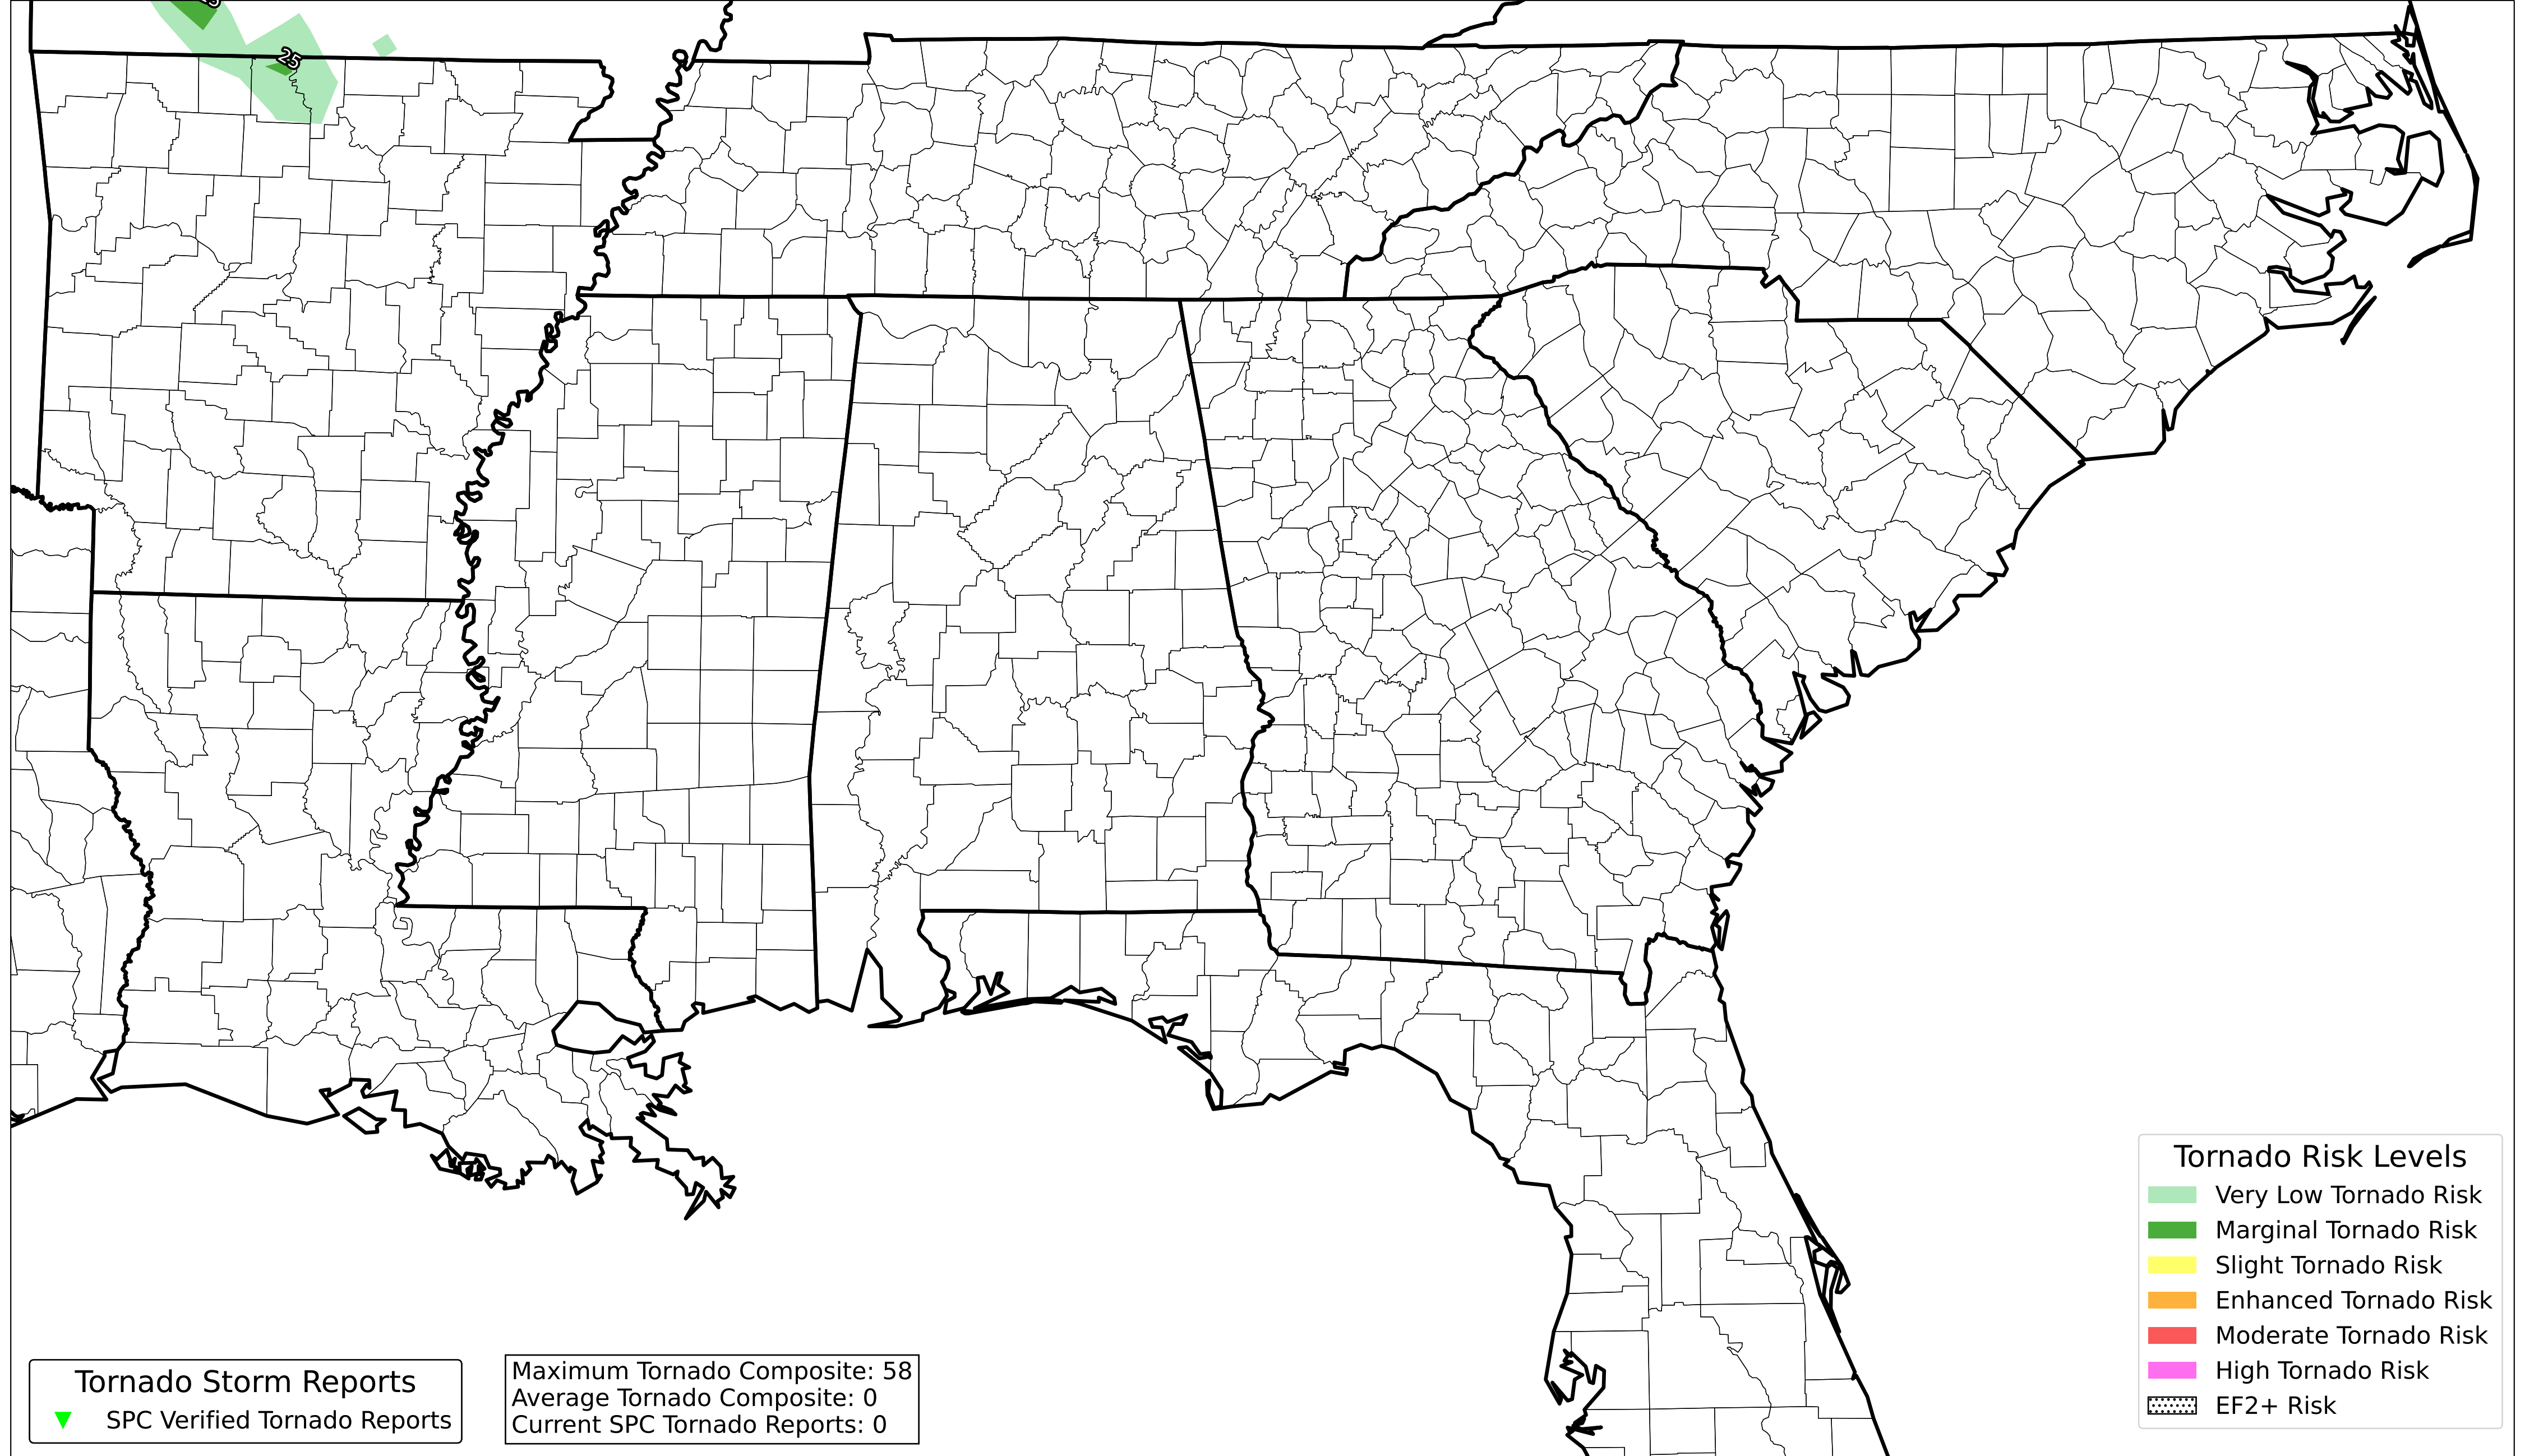 25
Tornado Risk Levels
Very Low Tornado Risk
Marginal Tornado Risk
Slight Tornado Risk
Enhanced Tornado Risk
Moderate Tornado Risk
High Tornado Risk
EF2+ Risk
Tornado Storm Reports
SPC Verified Tornado Reports
Maximum Tornado Composite: 58
Average Tornado Composite: 0
Current SPC Tornado Reports: 0